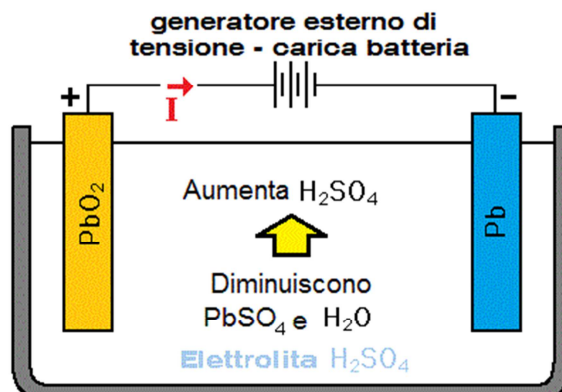 generatore esterno di
tensione - carica batteria
+
I
-
PbO₂
Aumenta H₂SO₄
Pb
Diminuiscono
PbSO₄ e H₂O
Elettrolita H₂SO₄